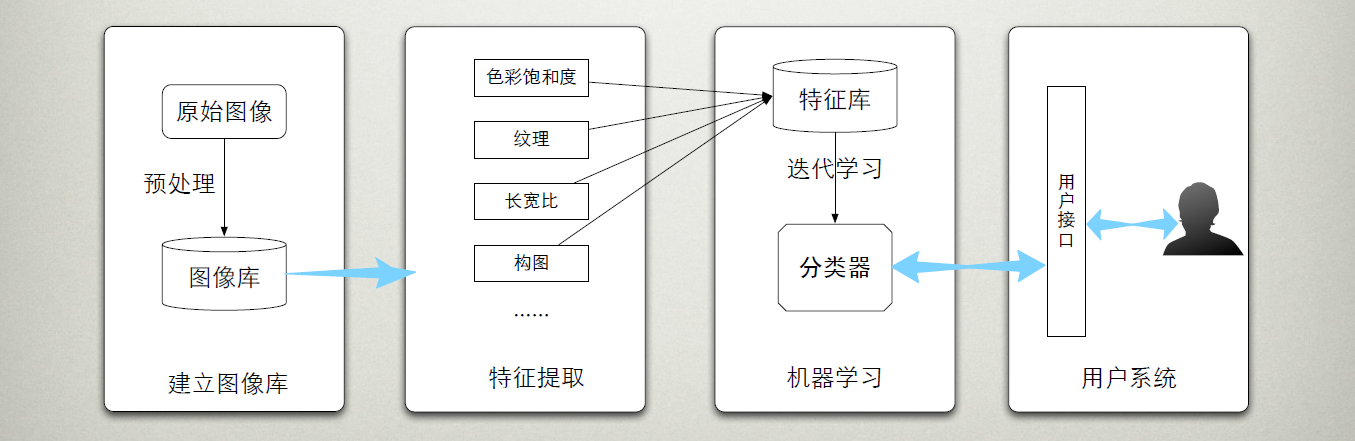 原始图像
预处理
图像库
建立图像库
色彩饱和度
纹理
长宽比
构图
……
特征提取
特征库
迭代学习
分类器
机器学习
用户接口
用户系统